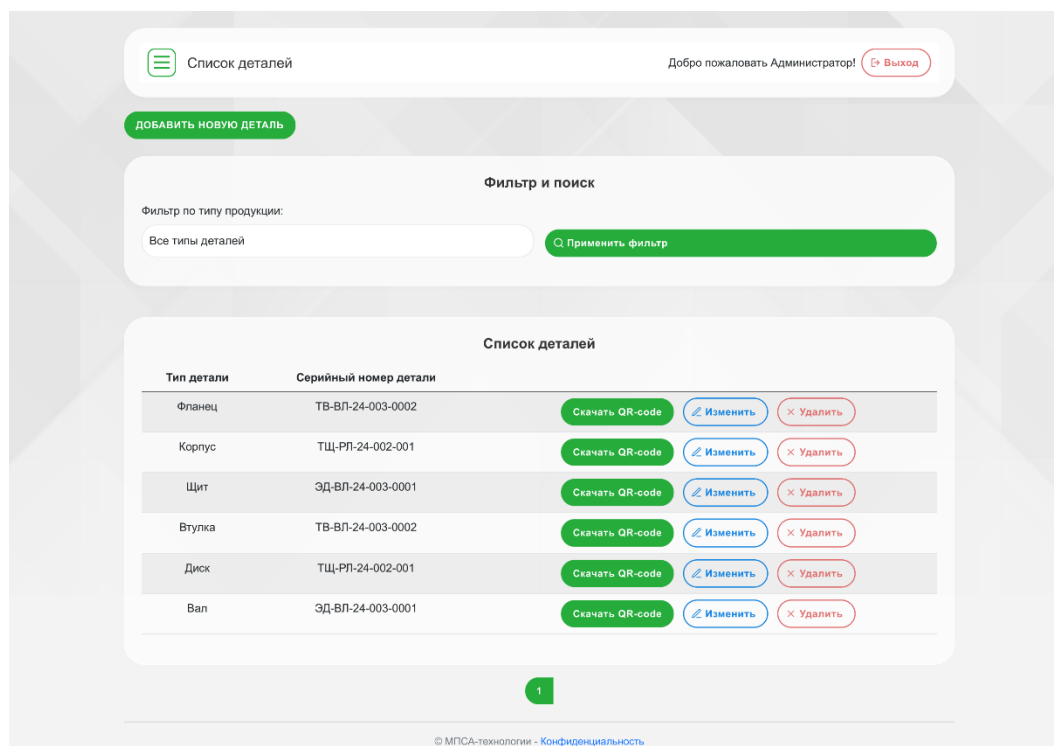 Список деталей
Добро пожаловать Администратор! Выход
ДОБАВИТЬ НОВУЮ ДЕТАЛЬ
Фильтр и поиск
Фильтр по типу продукции:
Все типы деталей Применить фильтр
Список деталей
Тип детали Серийный номер детали
Фланец ТВ-ВЛ-24-003-0002 Скачать QR-code Изменить Удалить
Корпус ТЩ-РЛ-24-002-001 Скачать QR-code Изменить Удалить
Щит ЭД-ВЛ-24-003-0001 Скачать QR-code Изменить Удалить
Втулка ТВ-ВЛ-24-003-0002 Скачать QR-code Изменить Удалить
Диск ТЩ-РЛ-24-002-001 Скачать QR-code Изменить Удалить
Вал ЭД-ВЛ-24-003-0001 Скачать QR-code Изменить Удалить
1
© МПСА-технологии - Конфиденциальность